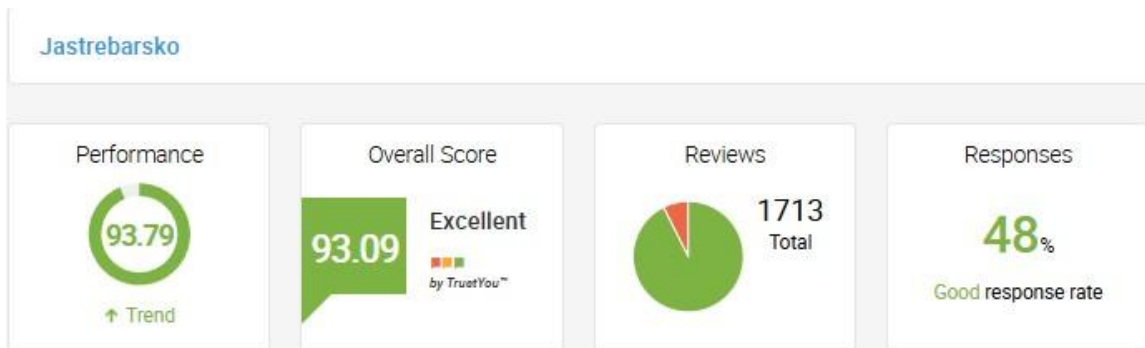 Jastrebarsko
Performance
93.79
↑ Trend
Overall Score
93.09
Excellent
by TrustYou™
Reviews
1713
Total
Responses
48%
Good response rate